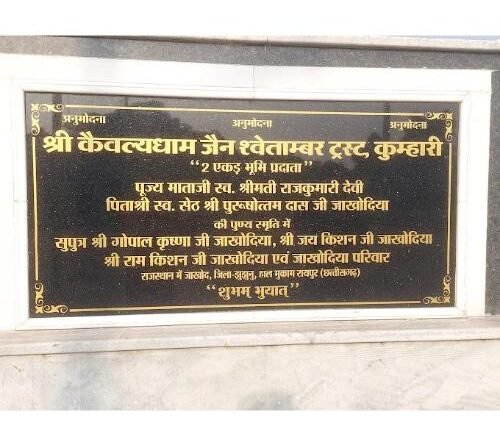 अनुमोदना अनुमोदना अनुमोदना
श्री कैवल्यधाम जैन श्वेताम्बर ट्रस्ट, कुम्हारी
“2 एकड़ भूमि प्रदाता”
पूज्य माताजी स्व. श्रीमती राजकुमारी देवी
पिताश्री स्व. सेठ श्री पुरूषोत्तम दास जी जाखोदिया
की पुण्य स्मृति में
सुपुत्र श्री गोपाल कृष्णा जी जाखोदिया, श्री जय किशन जी जाखोदिया
श्री राम किशन जी जाखोदिया एवं जाखोदिया परिवार
राजस्थान में जाखोद, जिला-झुझुनु, हाल मुकाम रायपुर (छत्तीसगढ़)
“शुभम् भुयात्”